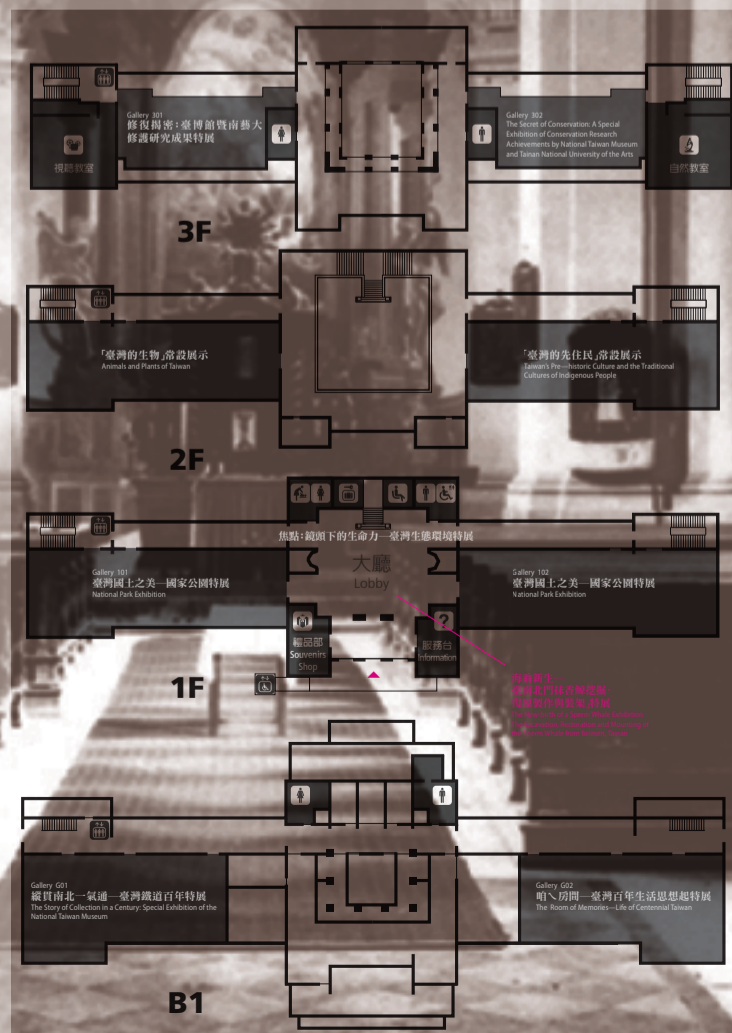 Gallery 301
修復揭密：臺博館暨南藝大
修護研究成果特展
Gallery 302
The Secret of Conservation: A Special
Exhibition of Conservation Research
Achievements by National Taiwan Museum
and Tainan National University of the Arts
視聽教室
自然教室
3F
「臺灣的生物」常設展示
Animals and Plants of Taiwan
「臺灣的先住民」常設展示
Taiwan's Pre—historic Culture and the Traditional
Cultures of Indigenous People
2F
焦點：鏡頭下的生命力—臺灣生態環境特展
大廳
Lobby
Gallery 101
臺灣國土之美—國家公園特展
National Park Exhibition
Gallery 102
臺灣國土之美—國家公園特展
National Park Exhibition
禮品部
Souvenirs
Shop
?
服務台
Information
1F
Gallery G01
縱貫南北一氣通—臺灣鐵道百年特展
The Story of Collection in a Century: Special Exhibition of the
National Taiwan Museum
Gallery G02
咱ㄟ房間—臺灣百年生活思想起特展
The Room of Memories—Life of Centennial Taiwan
B1